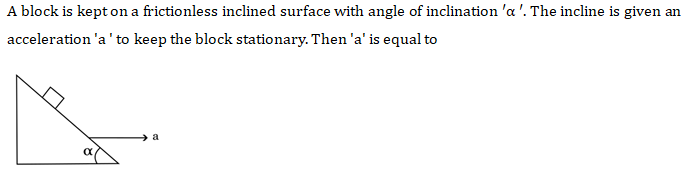 A block is kept on a frictionless inclined surface with angle of inclination 'α '. The incline is given an
acceleration 'a ' to keep the block stationary. Then 'a' is equal to
a
α